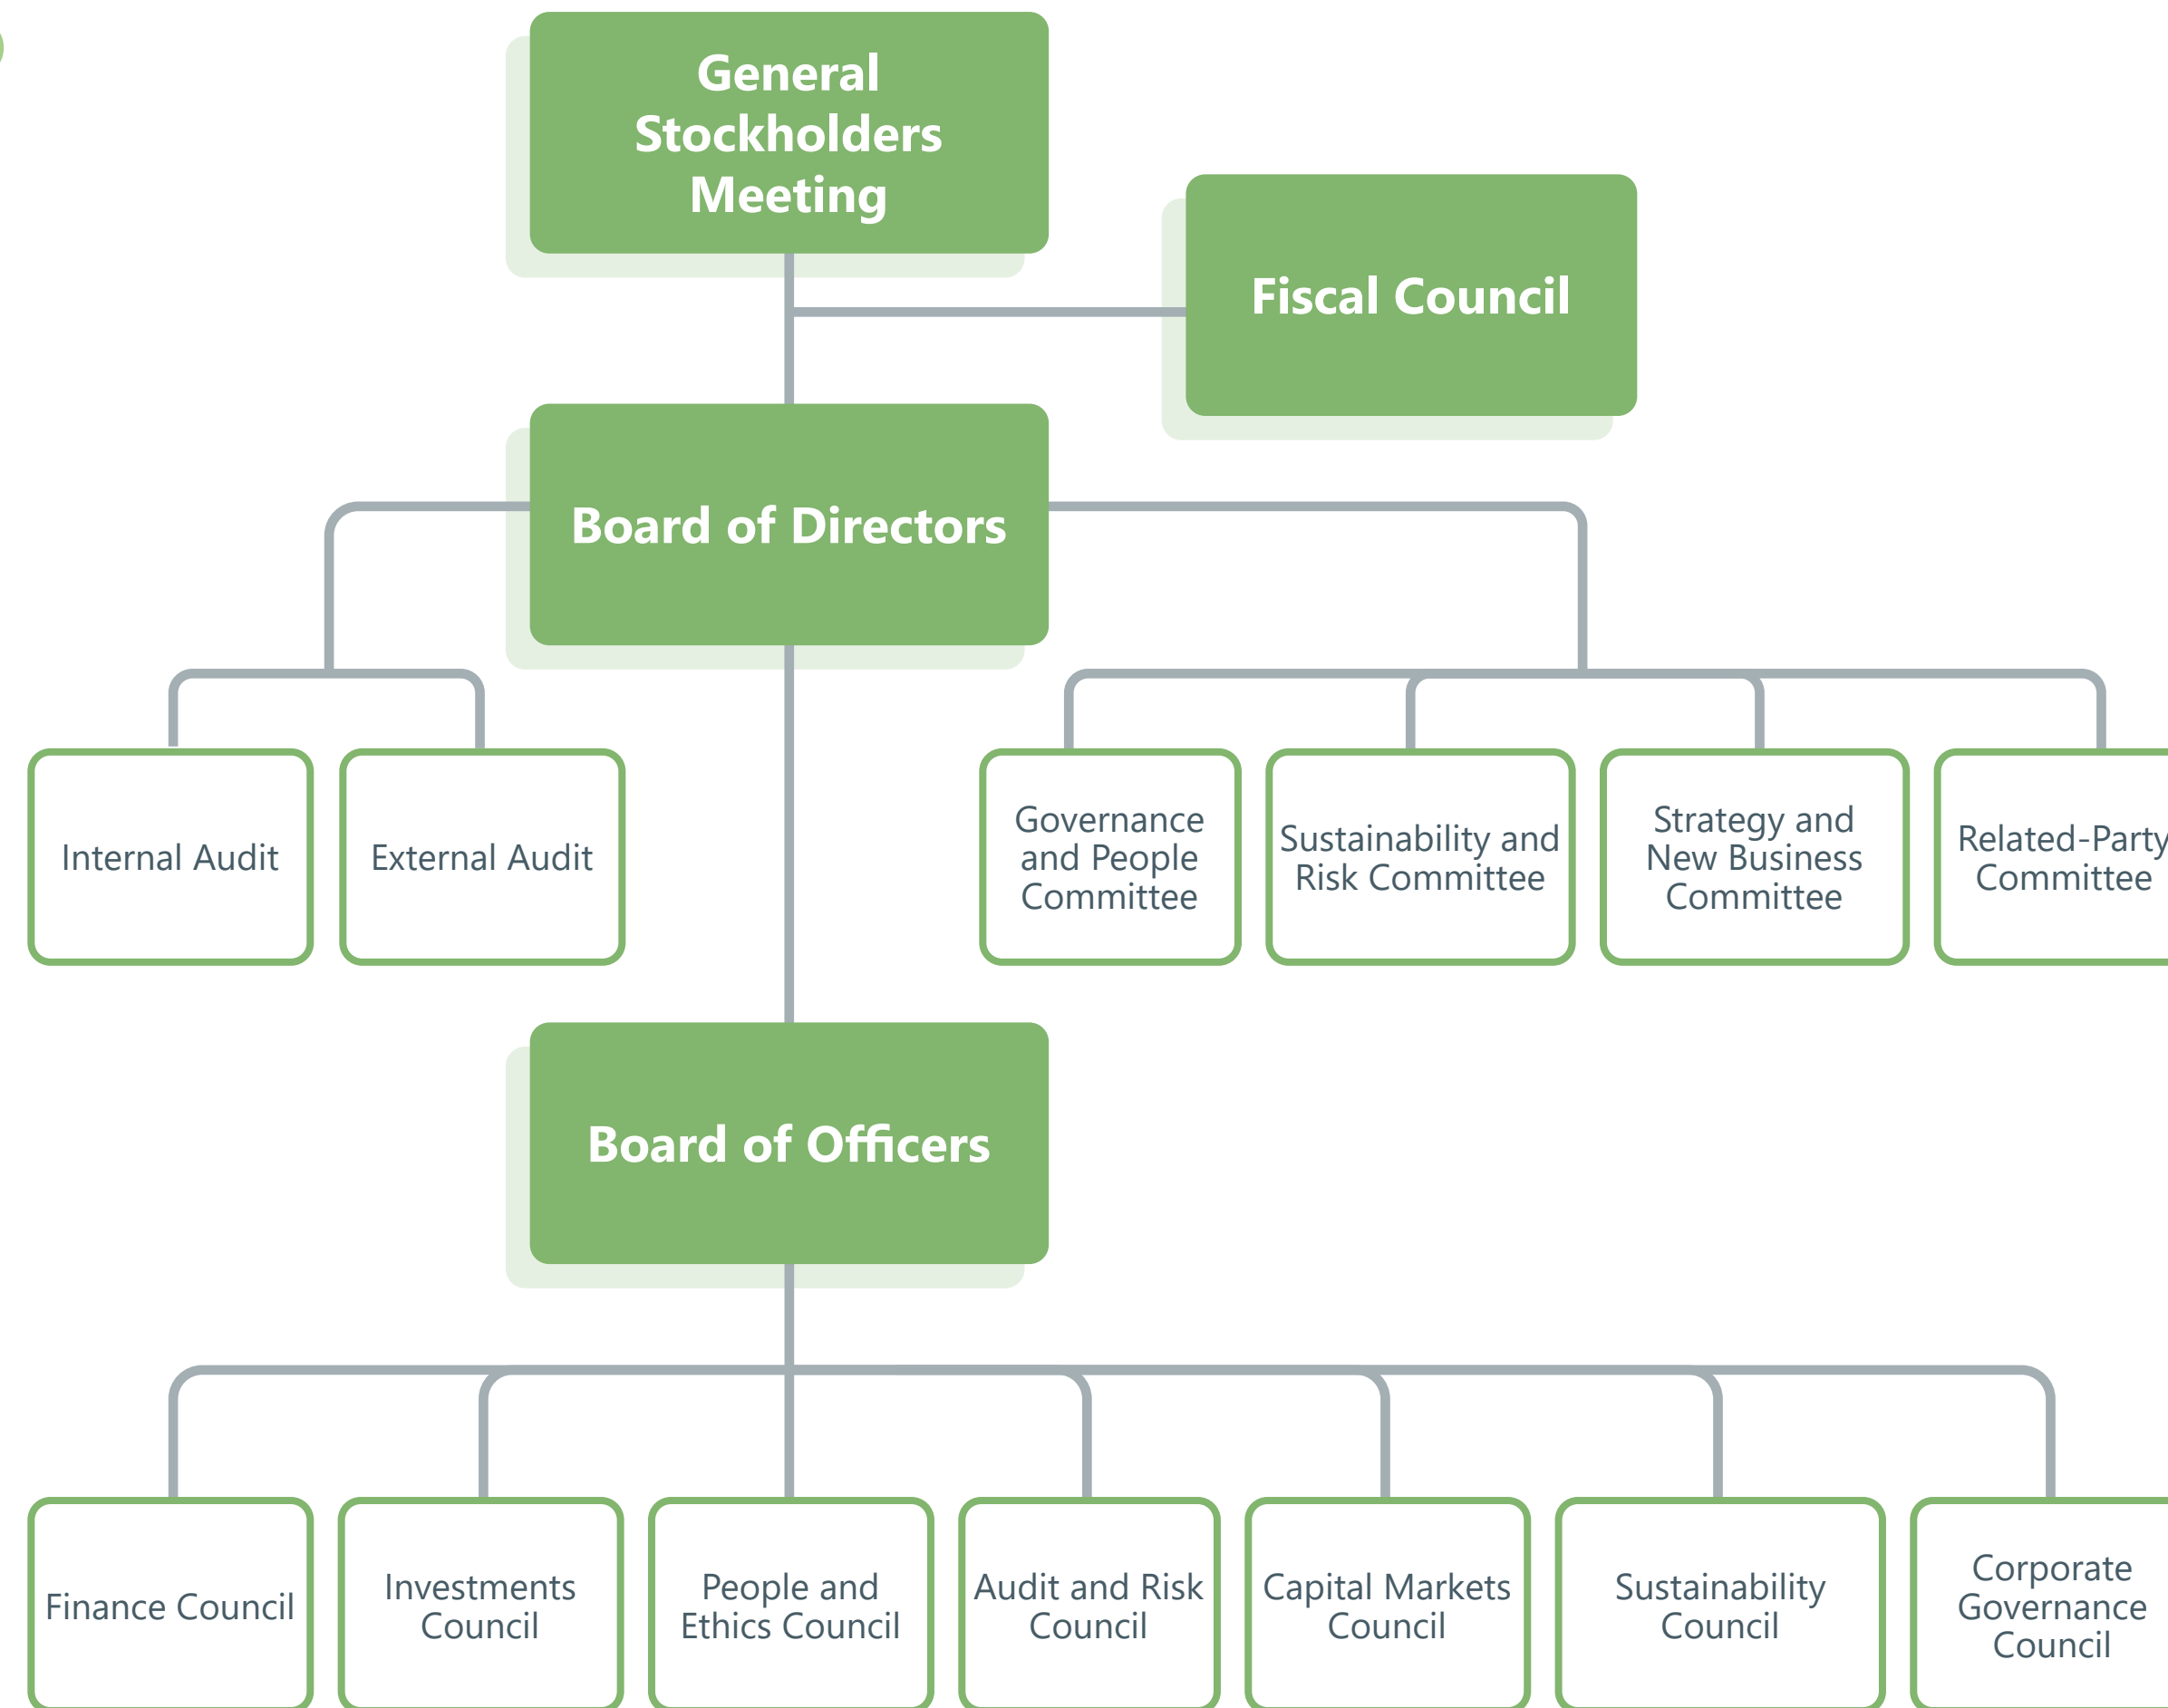 General
Stockholders
Meeting
Fiscal Council
Board of Directors
Internal Audit
External Audit
Governance
and People
Committee
Sustainability and
Risk Committee
Strategy and
New Business
Committee
Related-Party
Committee
Board of Officers
Finance Council
Investments
Council
People and
Ethics Council
Audit and Risk
Council
Capital Markets
Council
Sustainability
Council
Corporate
Governance
Council